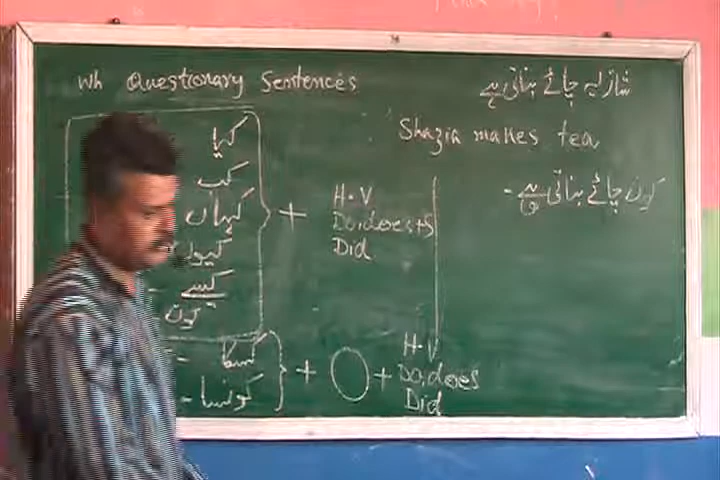 Wh Questionary Sentences
شازیہ چائے بناتی ہے
Shazia makes tea
کون چائے بناتی ہے -
کیا
کب
کہاں
کیوں
کیسے
کون
+ H.V
Do, does + S
Did
کیسا
کونسا
+ +
H.V
Do, does
Did